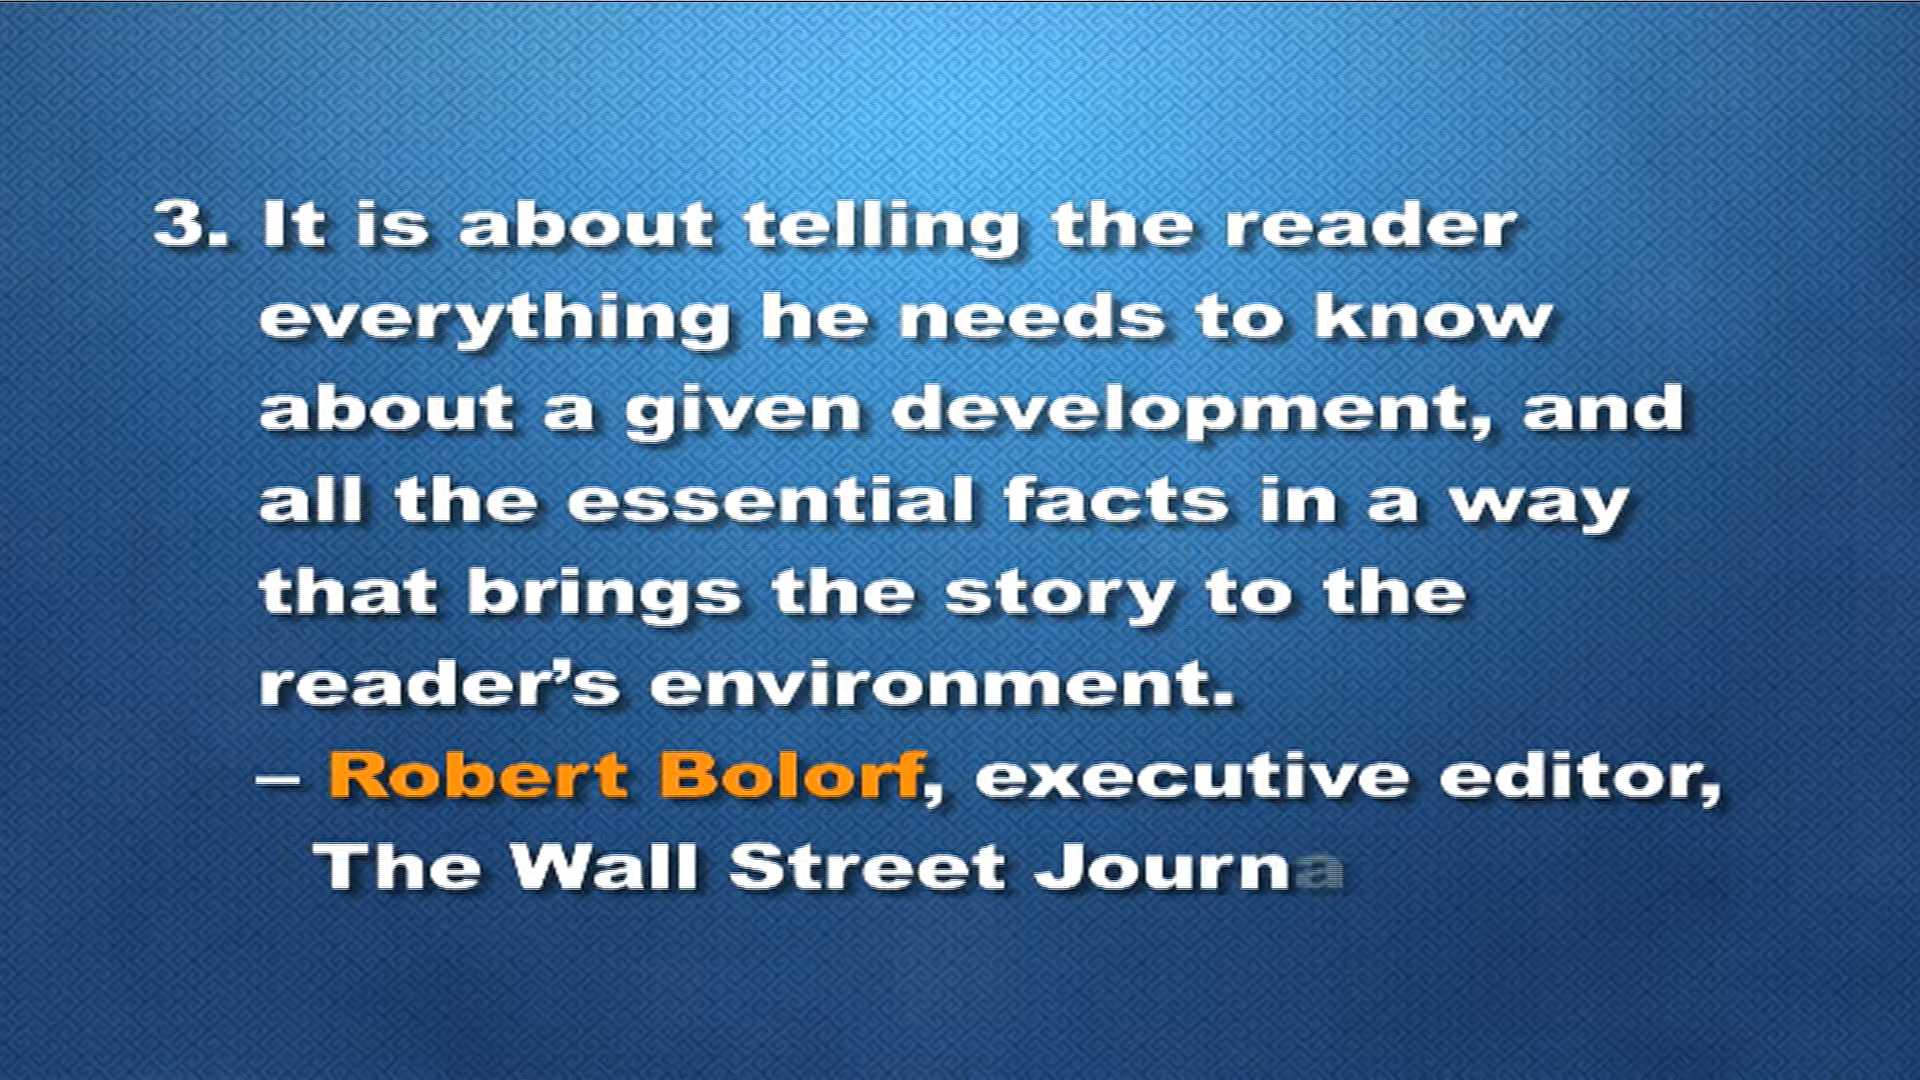 3. It is about telling the reader
everything he needs to know
about a given development, and
all the essential facts in a way
that brings the story to the
reader’s environment.
– Robert Bolorf, executive editor,
The Wall Street Journa